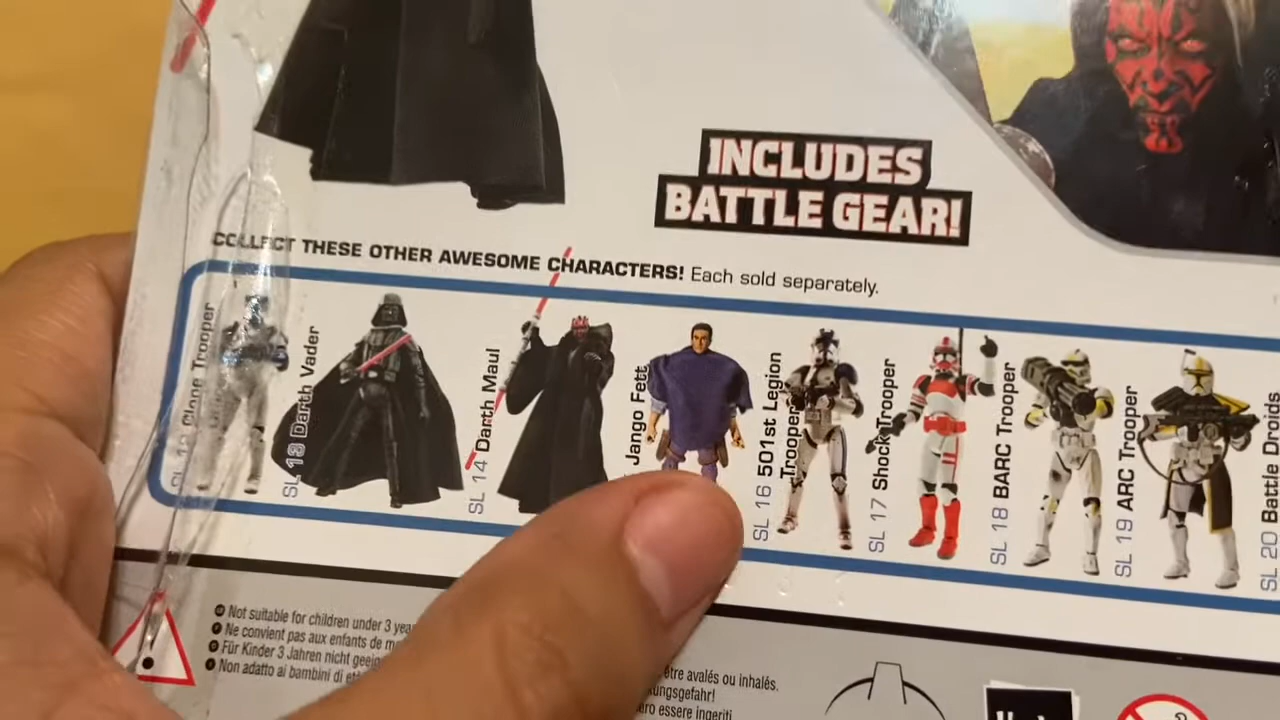 INCLUDES
BATTLE GEAR!
COLLECT THESE OTHER AWESOME CHARACTERS! Each sold separately.
Clone Trooper
SL 13 Darth Vader
SL 14 Darth Maul
Jango Fett
SL 16 501st Legion
Trooper
SL 17 Shock Trooper
SL 18 BARC Trooper
SL 19 ARC Trooper
SL 20 Battle Droids
Not suitable for children under 3
Ne convient pas aux enfants de
Für Kinder 3 Jahren nicht
Non adatto ai bambini di
être avalés ou inhalés.
ro essere ingeriti